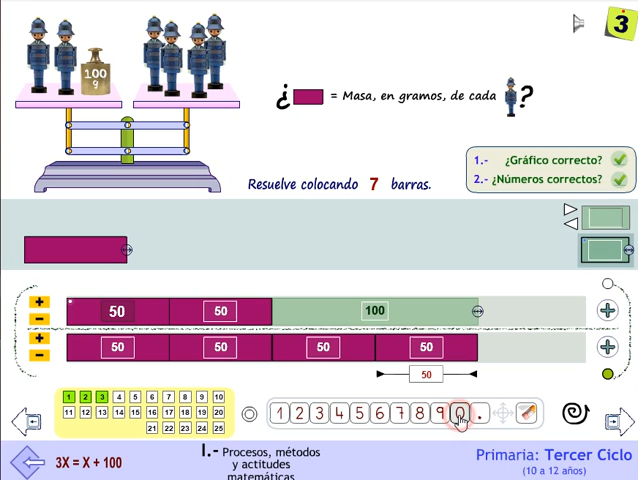 3
100
g
¿ = Masa, en gramos, de cada ?
1.- ¿Gráfico correcto?
2.- ¿Números correctos?
Resuelve colocando 7 barras.
+ 50 50 100 +
-
+ 50 50 50 50 +
-
50
1 2 3 4 5 6 7 8 9 10
11 12 13 14 15 16 17 18 19 20
21 22 23 24 25
1 2 3 4 5 6 7 8 9 0 .
3X = X + 100
1.- Procesos, métodos
y actitudes
matemáticas
Primaria: Tercer Ciclo
(10 a 12 años)